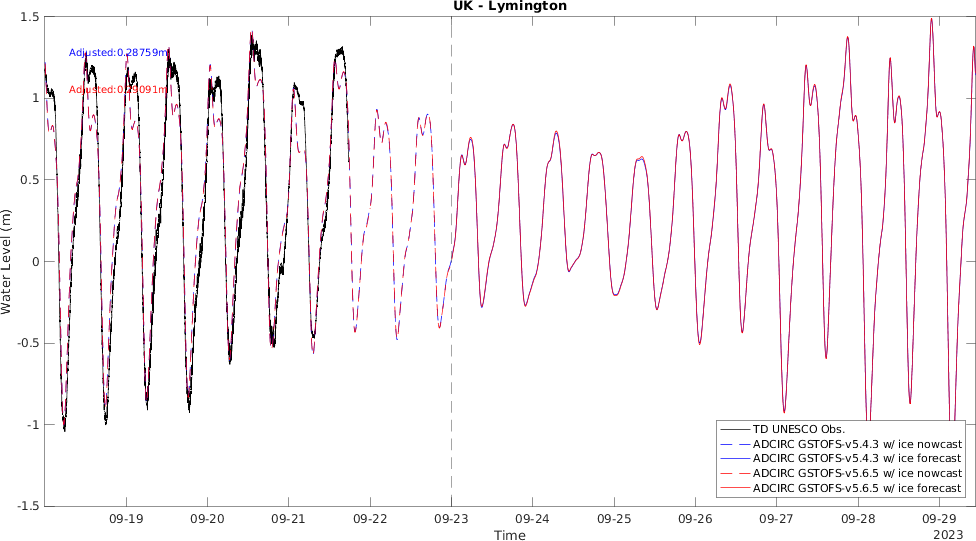 UK - Lymington
1.5
1
0.5
0
-0.5
-1
-1.5
Water Level (m)
Adjusted:0.28759m
Adjusted:0.29091m
TD UNESCO Obs.
ADCIRC GSTOFS-v5.4.3 w/ ice nowcast
ADCIRC GSTOFS-v5.4.3 w/ ice forecast
ADCIRC GSTOFS-v5.6.5 w/ ice nowcast
ADCIRC GSTOFS-v5.6.5 w/ ice forecast
09-19 09-20 09-21 09-22 09-23 09-24 09-25 09-26 09-27 09-28 09-29
Time
2023